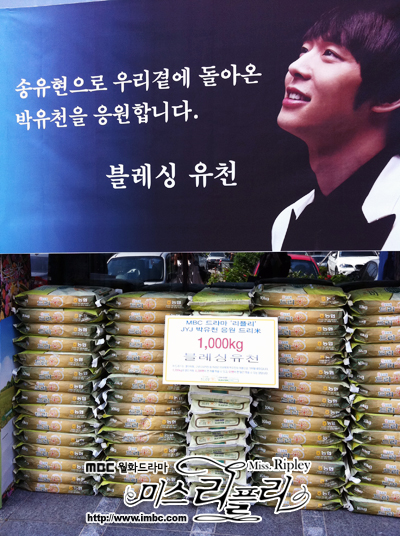 송유현으로 우리곁에 돌아온
박유천을 응원합니다.
블레싱 유천
MBC 드라마 '리플리'
JYJ 박유천 응원 드리米
1,000kg
블레싱유천
MBC 월화드라마
Miss Ripley
미스 리플리
http://www.imbc.com